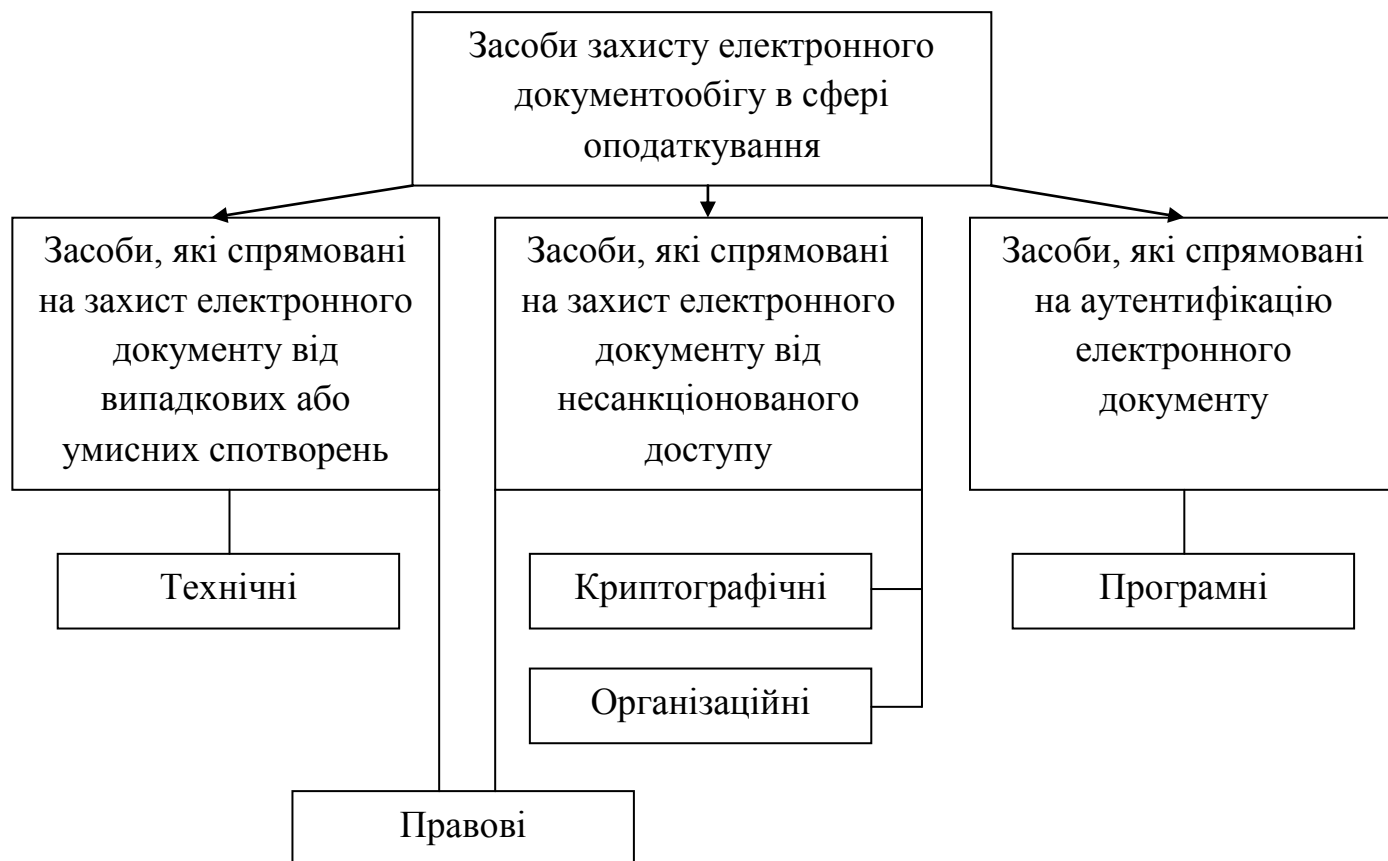 Засоби захисту електронного
документообігу в сфері
оподаткування
Засоби, які спрямовані
на захист електронного
документу від
випадкових або
умисних спотворень
Засоби, які спрямовані
на захист електронного
документу від
несанкціонованого
доступу
Засоби, які спрямовані
на аутентифікацію
електронного
документу
Технічні
Криптографічні
Програмні
Організаційні
Правові